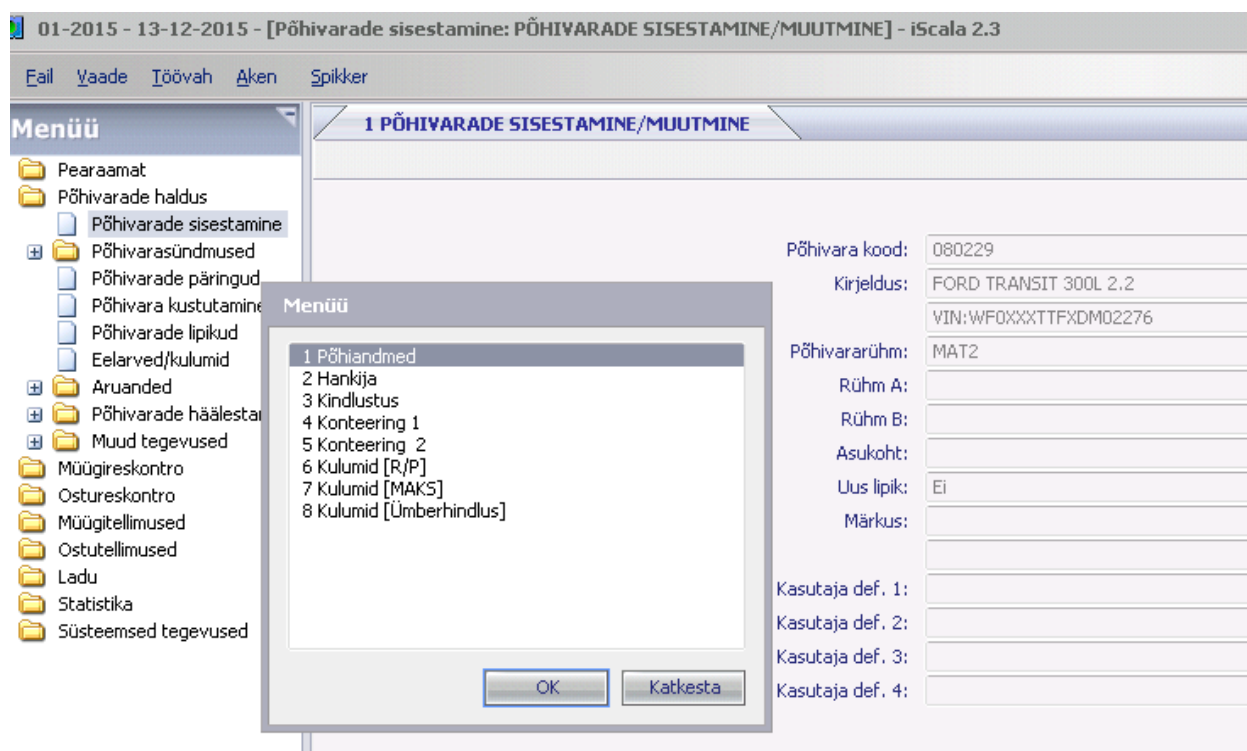 01-2015 - 13-12-2015 - [Põhivarade sisestamine: PÕHIVARADE SISESTAMINE/MUUTMINE] - iScala 2.3
Fail Vaade Töövah Aken Spikker
Menüü
Pearaamat
Põhivarade haldus
Põhivarade sisestamine
Põhivarasündmused
Põhivarade päringud
Põhivara kustutamine
Põhivarade lipikud
Eelarved/kulumid
Aruanded
Põhivarade
Muud tegevused
Müügireskontro
Ostureskontro
Müügitellimused
Ostutellimused
Ladu
Statistika
Süsteemsed tegevused
1 PÕHIVARADE SISESTAMINE/MUUTMINE
Põhivara kood: 080229
Kirjeldus: FORD TRANSIT 300L 2.2
VIN:WF0XXXTTFXDM02276
Põhivararühm: MAT2
Rühm A:
Rühm B:
Asukoht:
Uus lipik: Ei
Märkus:
Kasutaja def. 1:
Kasutaja def. 2:
Kasutaja def. 3:
Kasutaja def. 4:
Menüü
1 Põhiandmed
2 Hankija
3 Kindlustus
4 Konteering 1
5 Konteering 2
6 Kulumid [R/P]
7 Kulumid [MAKS]
8 Kulumid [Ümberhindlus]
OK Katkesta